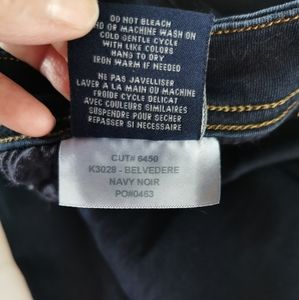 DO NOT BLEACH
HAND OR MACHINE WASH ON
COLD GENTLE CYCLE
WITH LIKE COLORS
HANG TO DRY
IRON WARM IF NEEDED
NE PAS JAVELLISER
LAVER A LA MAIN OU MACHINE
FROIDE CYCLE DELICAT
AVEC COULEURS SIMILAIRES
SUSPENDRE POUR SECHER
REPASSER SI NECESSAIRE
CUT# 6450
K3028 - BELVEDERE
NAVY NOIR
PO#0463